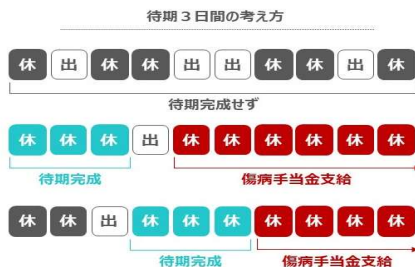 待期３日間の考え方
休 出 休 休 出 出 休 休 出 休
待期完成せず
休 休 休 出 休 休 休 休 休 休
待期完成 傷病手当金支給
休 休 出 休 休 休 休 休 休 休
待期完成 傷病手当金支給